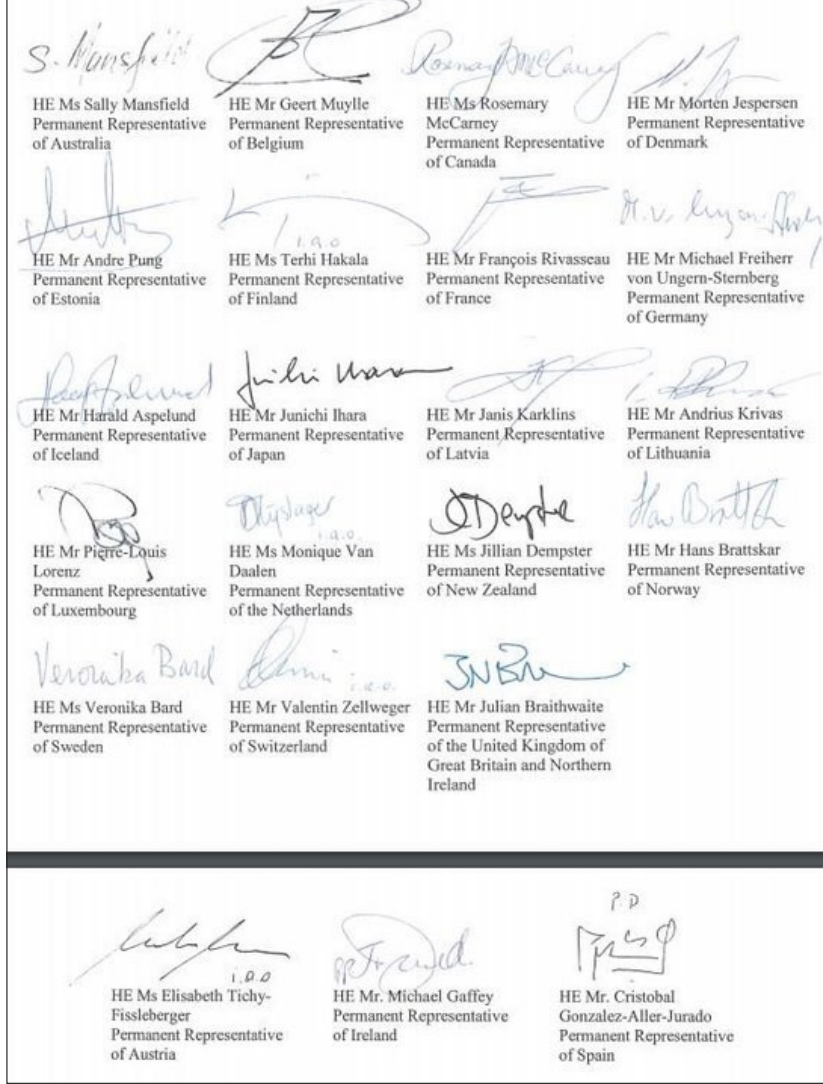 S. Mansfield
HE Ms Sally Mansfield
Permanent Representative
of Australia
HE Mr Geert Muylle
Permanent Representative
of Belgium
Rosemary McCarney
HE Ms Rosemary
McCarney
Permanent Representative
of Canada
HE Mr Morten Jespersen
Permanent Representative
of Denmark
HE Mr Andre Pung
Permanent Representative
of Estonia
i.a.o
HE Ms Terhi Hakala
Permanent Representative
of Finland
HE Mr François Rivasseau
Permanent Representative
of France
HE Mr Michael Freiherr
von Ungern-Sternberg
Permanent Representative
of Germany
HE Mr Harald Aspelund
Permanent Representative
of Iceland
HE Mr Junichi Ihara
Permanent Representative
of Japan
HE Mr Janis Karklins
Permanent Representative
of Latvia
HE Mr Andrius Krivas
Permanent Representative
of Lithuania
HE Mr Pierre-Louis
Lorenz
Permanent Representative
of Luxembourg
i.a.o.
HE Ms Monique Van
Daalen
Permanent Representative
of the Netherlands
HE Ms Jillian Dempster
Permanent Representative
of New Zealand
HE Mr Hans Brattskar
Permanent Representative
of Norway
Veronika Bard
HE Ms Veronika Bard
Permanent Representative
of Sweden
HE Mr Valentin Zellweger
Permanent Representative
of Switzerland
HE Mr Julian Braithwaite
Permanent Representative
of the United Kingdom of
Great Britain and Northern
Ireland
i.a.o
HE Ms Elisabeth Tichy-
Fissleberger
Permanent Representative
of Austria
HE Mr. Michael Gaffey
Permanent Representative
of Ireland
P.D
HE Mr. Cristobal
Gonzalez-Aller-Jurado
Permanent Representative
of Spain